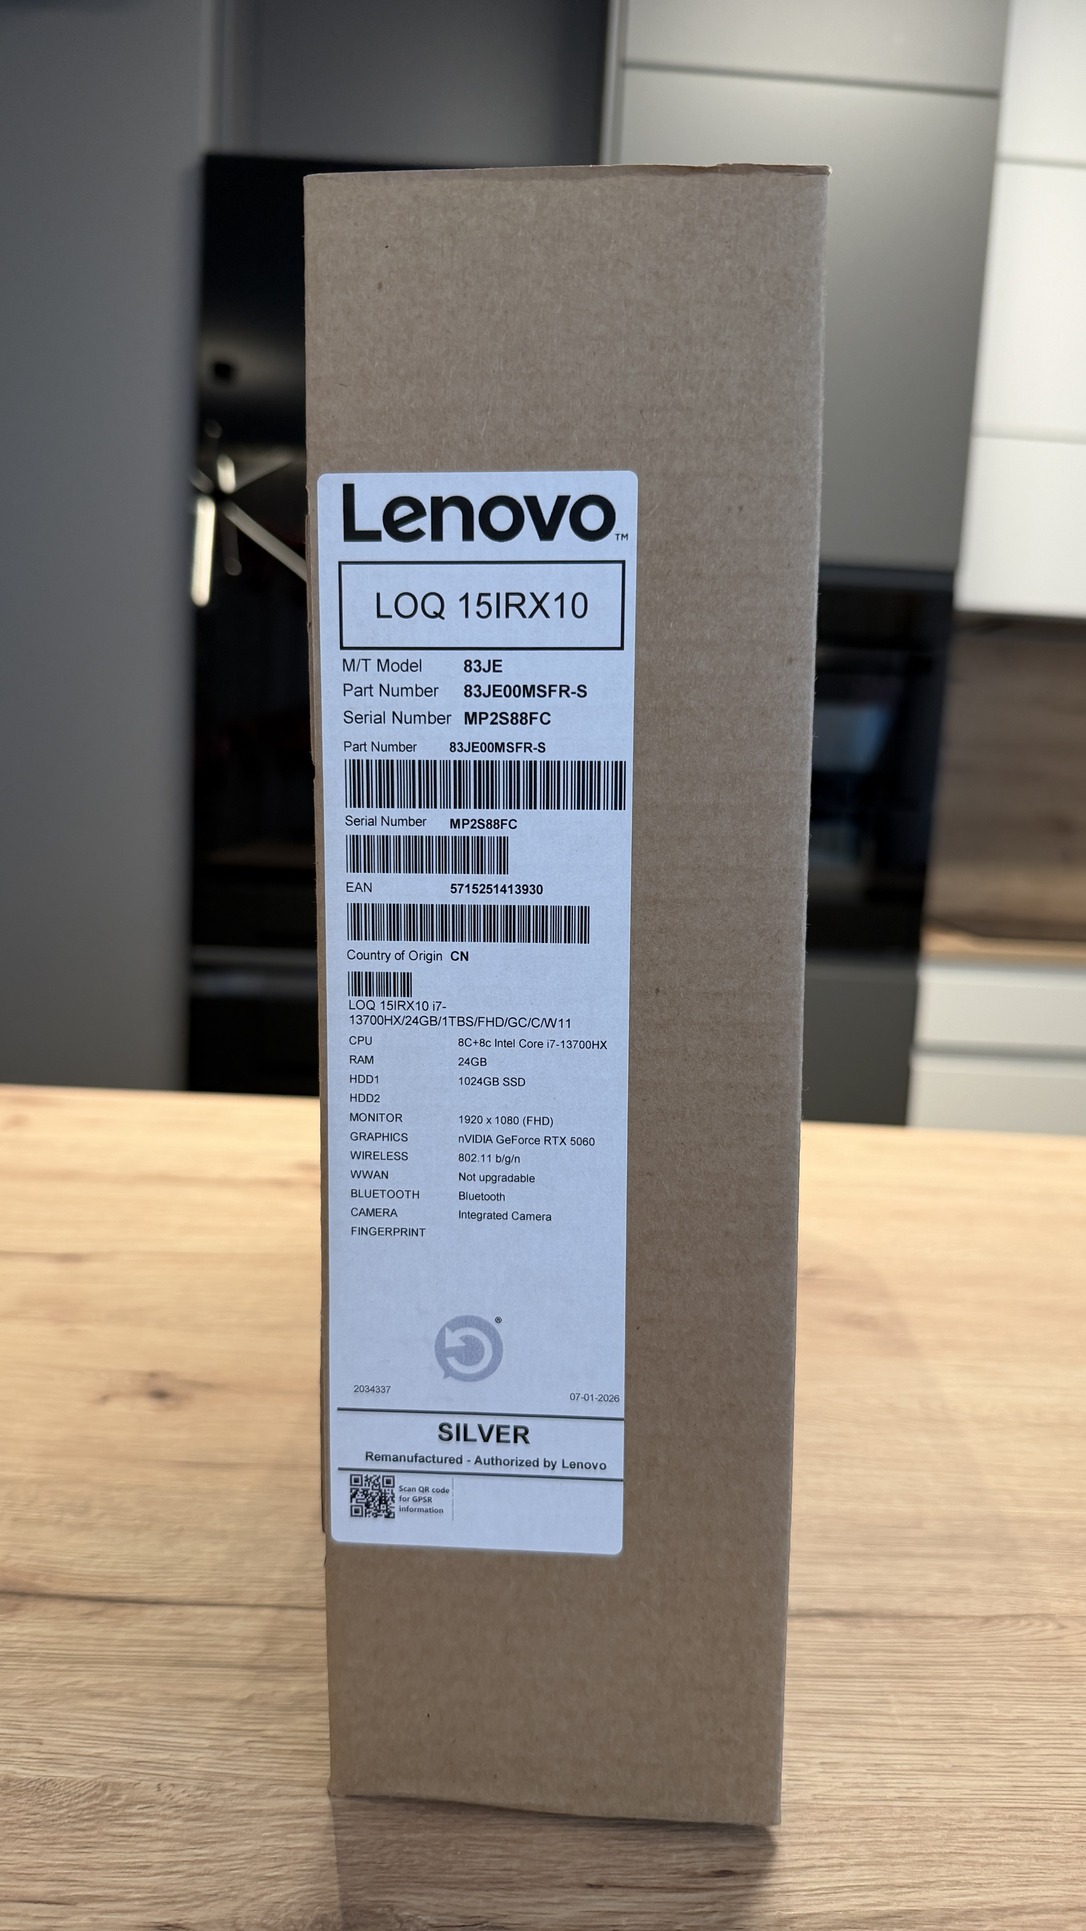 Lenovo™
LOQ 15IRX10
M/T Model 83JE
Part Number 83JE00MSFR-S
Serial Number MP2S88FC
Part Number 83JE00MSFR-S
Serial Number MP2S88FC
EAN 5715251413930
Country of Origin CN
LOQ 15IRX10 i7-
13700HX/24GB/1TBS/FHD/GC/C/W11
CPU 8C+8c Intel Core i7-13700HX
RAM 24GB
HDD1 1024GB SSD
HDD2
MONITOR 1920 x 1080 (FHD)
GRAPHICS nVIDIA GeForce RTX 5060
WIRELESS 802.11 b/g/n
WWAN Not upgradable
BLUETOOTH Bluetooth
CAMERA Integrated Camera
FINGERPRINT
®
2034337 07-01-2026
SILVER
Remanufactured - Authorized by Lenovo
Scan QR code
for GPSR
information